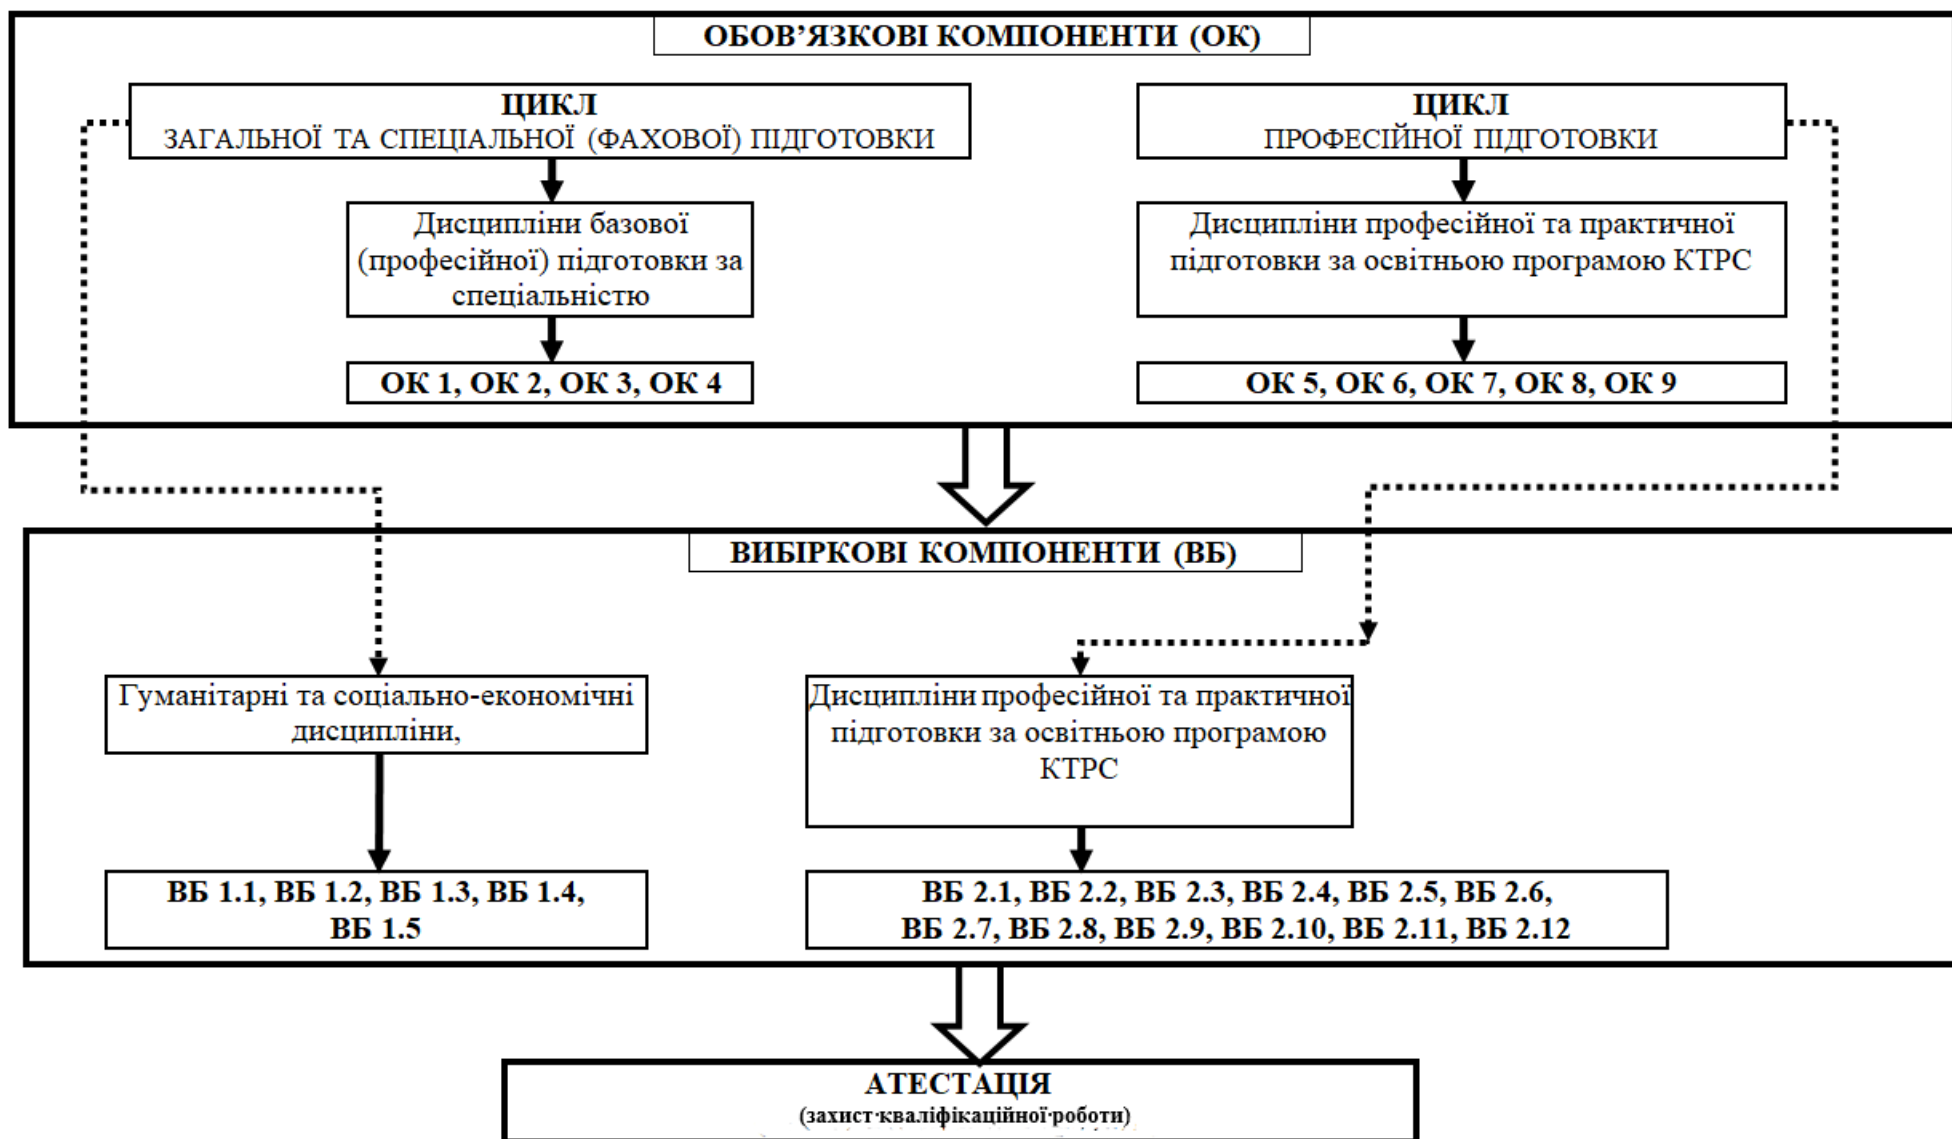 ОБОВ’ЯЗКОВІ КОМПОНЕНТИ (ОК)
ЦИКЛ
ЗАГАЛЬНОЇ ТА СПЕЦІАЛЬНОЇ (ФАХОВОЇ) ПІДГОТОВКИ
Дисципліни базової
(професійної) підготовки за
спеціальністю
ОК 1, ОК 2, ОК 3, ОК 4
ЦИКЛ
ПРОФЕСІЙНОЇ ПІДГОТОВКИ
Дисципліни професійної та практичної
підготовки за освітньою програмою КТРС
ОК 5, ОК 6, ОК 7, ОК 8, ОК 9
ВИБІРКОВІ КОМПОНЕНТИ (ВБ)
Гуманітарні та соціально-економічні
дисципліни,
ВБ 1.1, ВБ 1.2, ВБ 1.3, ВБ 1.4,
ВБ 1.5
Дисципліни професійної та практичної
підготовки за освітньою програмою
КТРС
ВБ 2.1, ВБ 2.2, ВБ 2.3, ВБ 2.4, ВБ 2.5, ВБ 2.6,
ВБ 2.7, ВБ 2.8, ВБ 2.9, ВБ 2.10, ВБ 2.11, ВБ 2.12
АТЕСТАЦІЯ
(захист·кваліфікаційної·роботи)